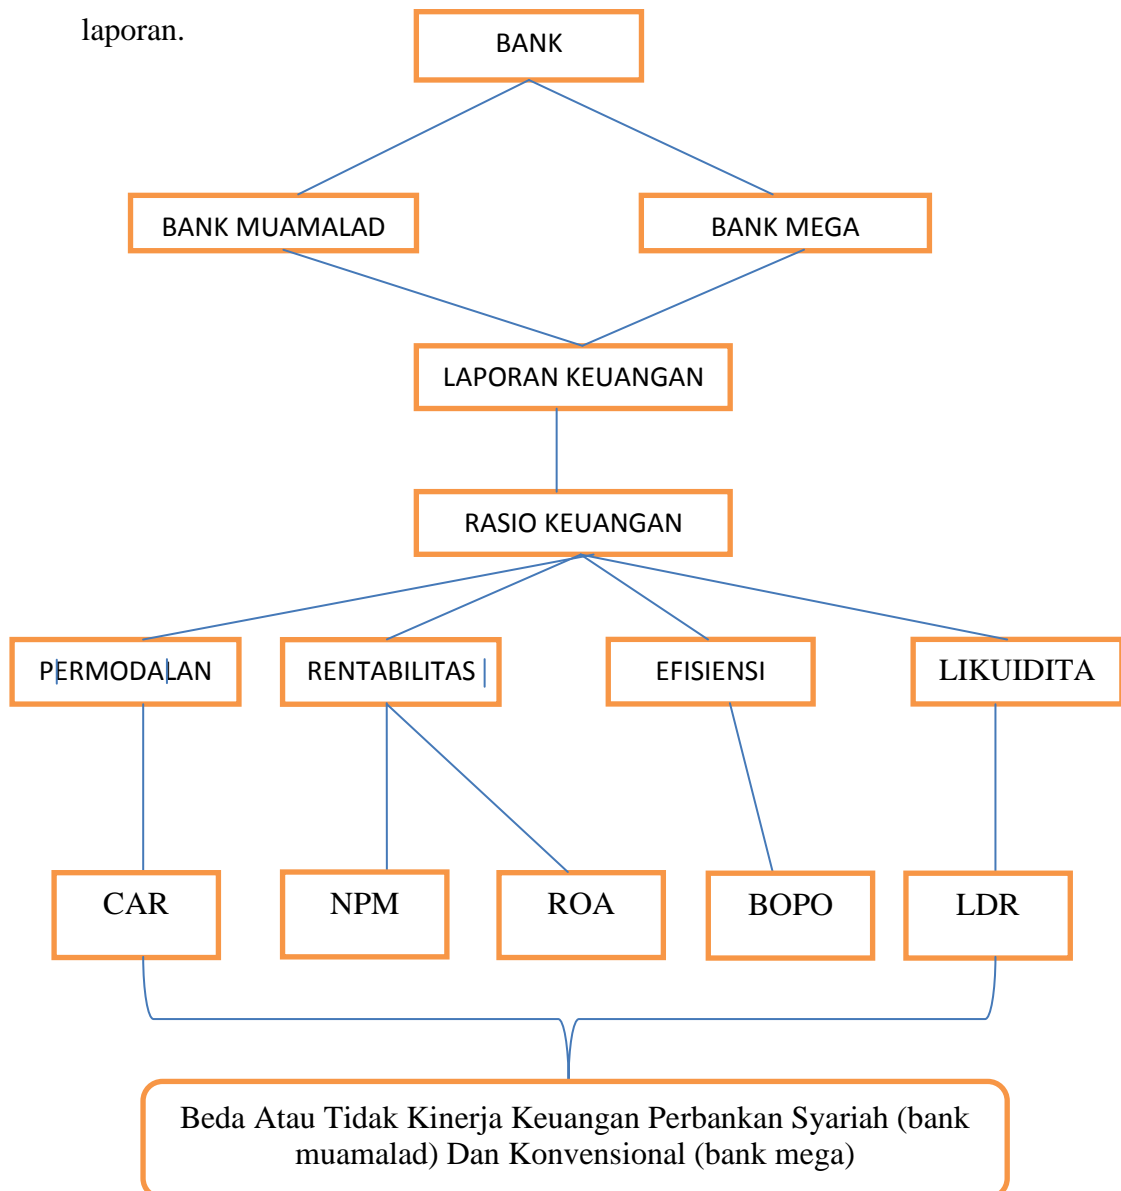 laporan.
BANK
BANK MUAMALAD
BANK MEGA
LAPORAN KEUANGAN
RASIO KEUANGAN
PERMODALAN
RENTABILITAS
EFISIENSI
LIKUIDITA
CAR
NPM
ROA
BOPO
LDR
Beda Atau Tidak Kinerja Keuangan Perbankan Syariah (bank
muamalad) Dan Konvensional (bank mega)